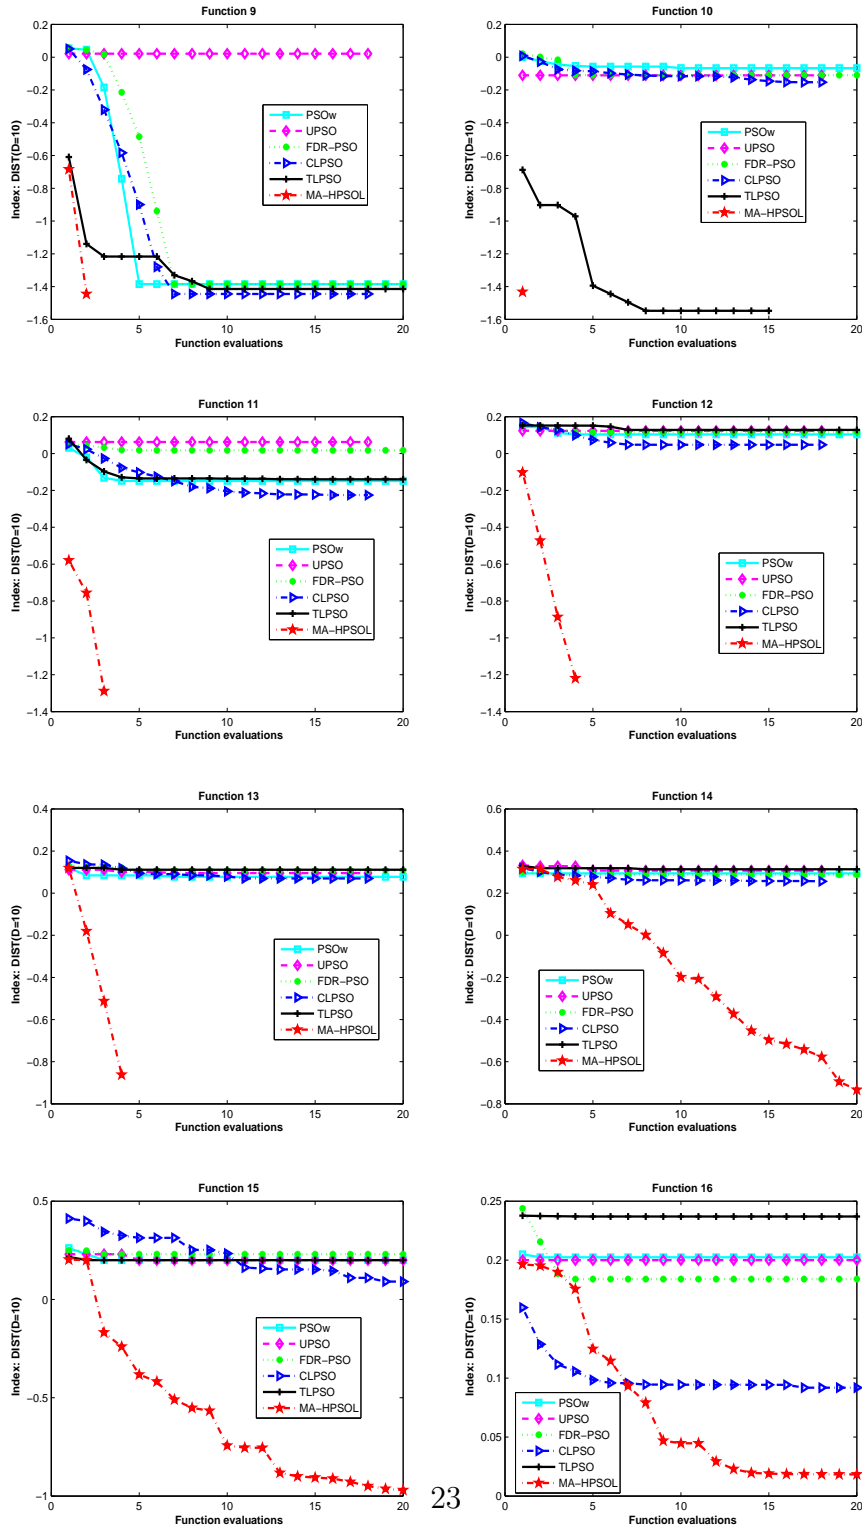 Function 9
0.2
0
−0.2
−0.4
−0.6
−0.8
−1
−1.2
−1.4
−1.6
Index: DIST(D=10)
PSOw
UPSO
FDR−PSO
CLPSO
TLPSO
MA−HPSOL
0 5 10 15 20
Function evaluations
Function 10
0.2
0
−0.2
−0.4
−0.6
−0.8
−1
−1.2
−1.4
−1.6
Index: DIST(D=10)
PSOw
UPSO
FDR−PSO
CLPSO
TLPSO
MA−HPSOL
0 5 10 15 20
Function evaluations
Function 11
0.2
0
−0.2
−0.4
−0.6
−0.8
−1
−1.2
−1.4
Index: DIST(D=10)
PSOw
UPSO
FDR−PSO
CLPSO
TLPSO
MA−HPSOL
0 5 10 15 20
Function evaluations
Function 12
0.2
0
−0.2
−0.4
−0.6
−0.8
−1
−1.2
−1.4
Index: DIST(D=10)
PSOw
UPSO
FDR−PSO
CLPSO
TLPSO
MA−HPSOL
0 5 10 15 20
Function evaluations
Function 13
0.4
0.2
0
−0.2
−0.4
−0.6
−0.8
−1
Index: DIST(D=10)
PSOw
UPSO
FDR−PSO
CLPSO
TLPSO
MA−HPSOL
0 5 10 15 20
Function evaluations
Function 14
0.6
0.4
0.2
0
−0.2
−0.4
−0.6
−0.8
Index: DIST(D=10)
PSOw
UPSO
FDR−PSO
CLPSO
TLPSO
MA−HPSOL
0 5 10 15 20
Function evaluations
Function 15
0.5
0
−0.5
−1
Index: DIST(D=10)
PSOw
UPSO
FDR−PSO
CLPSO
TLPSO
MA−HPSOL
0 5 10 15 20
Function evaluations
Function 16
0.25
0.2
0.15
0.1
0.05
0
Index: DIST(D=10)
PSOw
UPSO
FDR−PSO
CLPSO
TLPSO
MA−HPSOL
0 5 10 15 20
Function evaluations
23